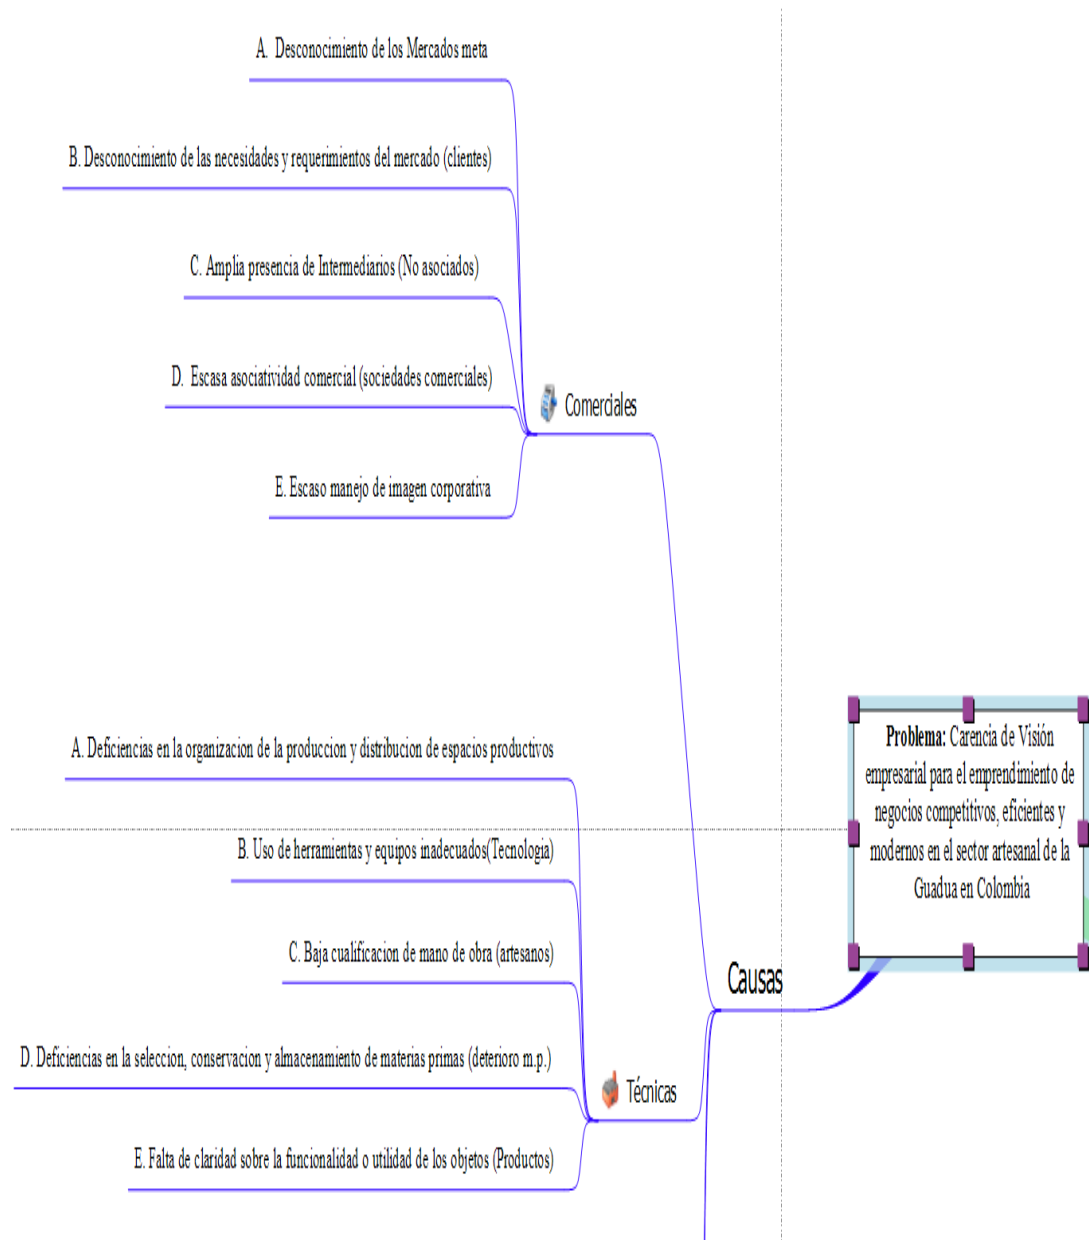 A. Desconocimiento de los Mercados meta
B. Desconocimiento de las necesidades y requerimientos del mercado (clientes)
C. Amplia presencia de Intermediarios (No asociados)
D. Escasa asociatividad comercial (sociedades comerciales)
E. Escaso manejo de imagen corporativa
Comerciales
A. Deficiencias en la organizacion de la produccion y distribucion de espacios productivos
B. Uso de herramientas y equipos inadecuados(Tecnologia)
C. Baja cualificacion de mano de obra (artesanos)
D. Deficiencias en la seleccion, conservacion y almacenamiento de materias primas (deterioro m.p.)
E. Falta de claridad sobre la funcionalidad o utilidad de los objetos (Productos)
Técnicas
Causas
Problema: Carencia de Visión
empresarial para el emprendimiento de
negocios competitivos, eficientes y
modernos en el sector artesanal de la
Guadua en Colombia